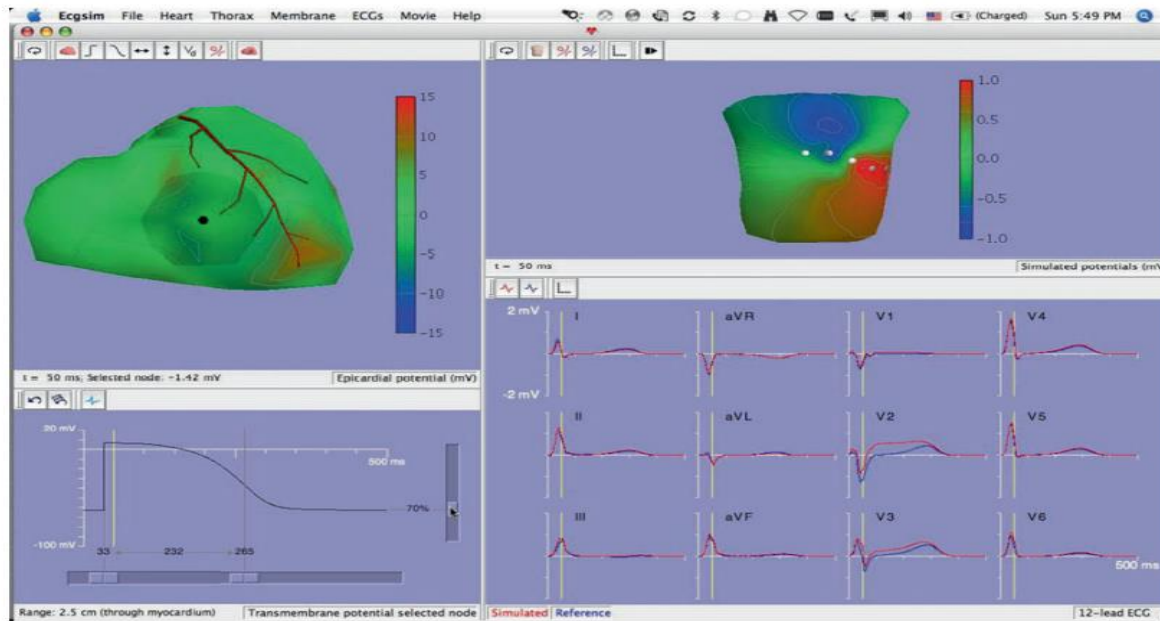 Ecgsim File Heart Thorax Membrane ECGs Movie Help (Charged) Sun 5:49 PM
15
10
5
0
-5
-10
-15
t = 50 ms; Selected node: -1.42 mV Epicardial potential (mV)
1.0
0.5
0.0
-0.5
-1.0
t = 50 ms Simulated potentials (mV
20 mV
500 ms
70%
-100 mV
33 232 265
Range: 2.5 cm (through myocardium) Transmembrane potential selected node
2 mV
-2 mV
I aVR V1 V4
II aVL V2 V5
III aVF V3 V6
500 ms
Simulated Reference 12-lead ECG